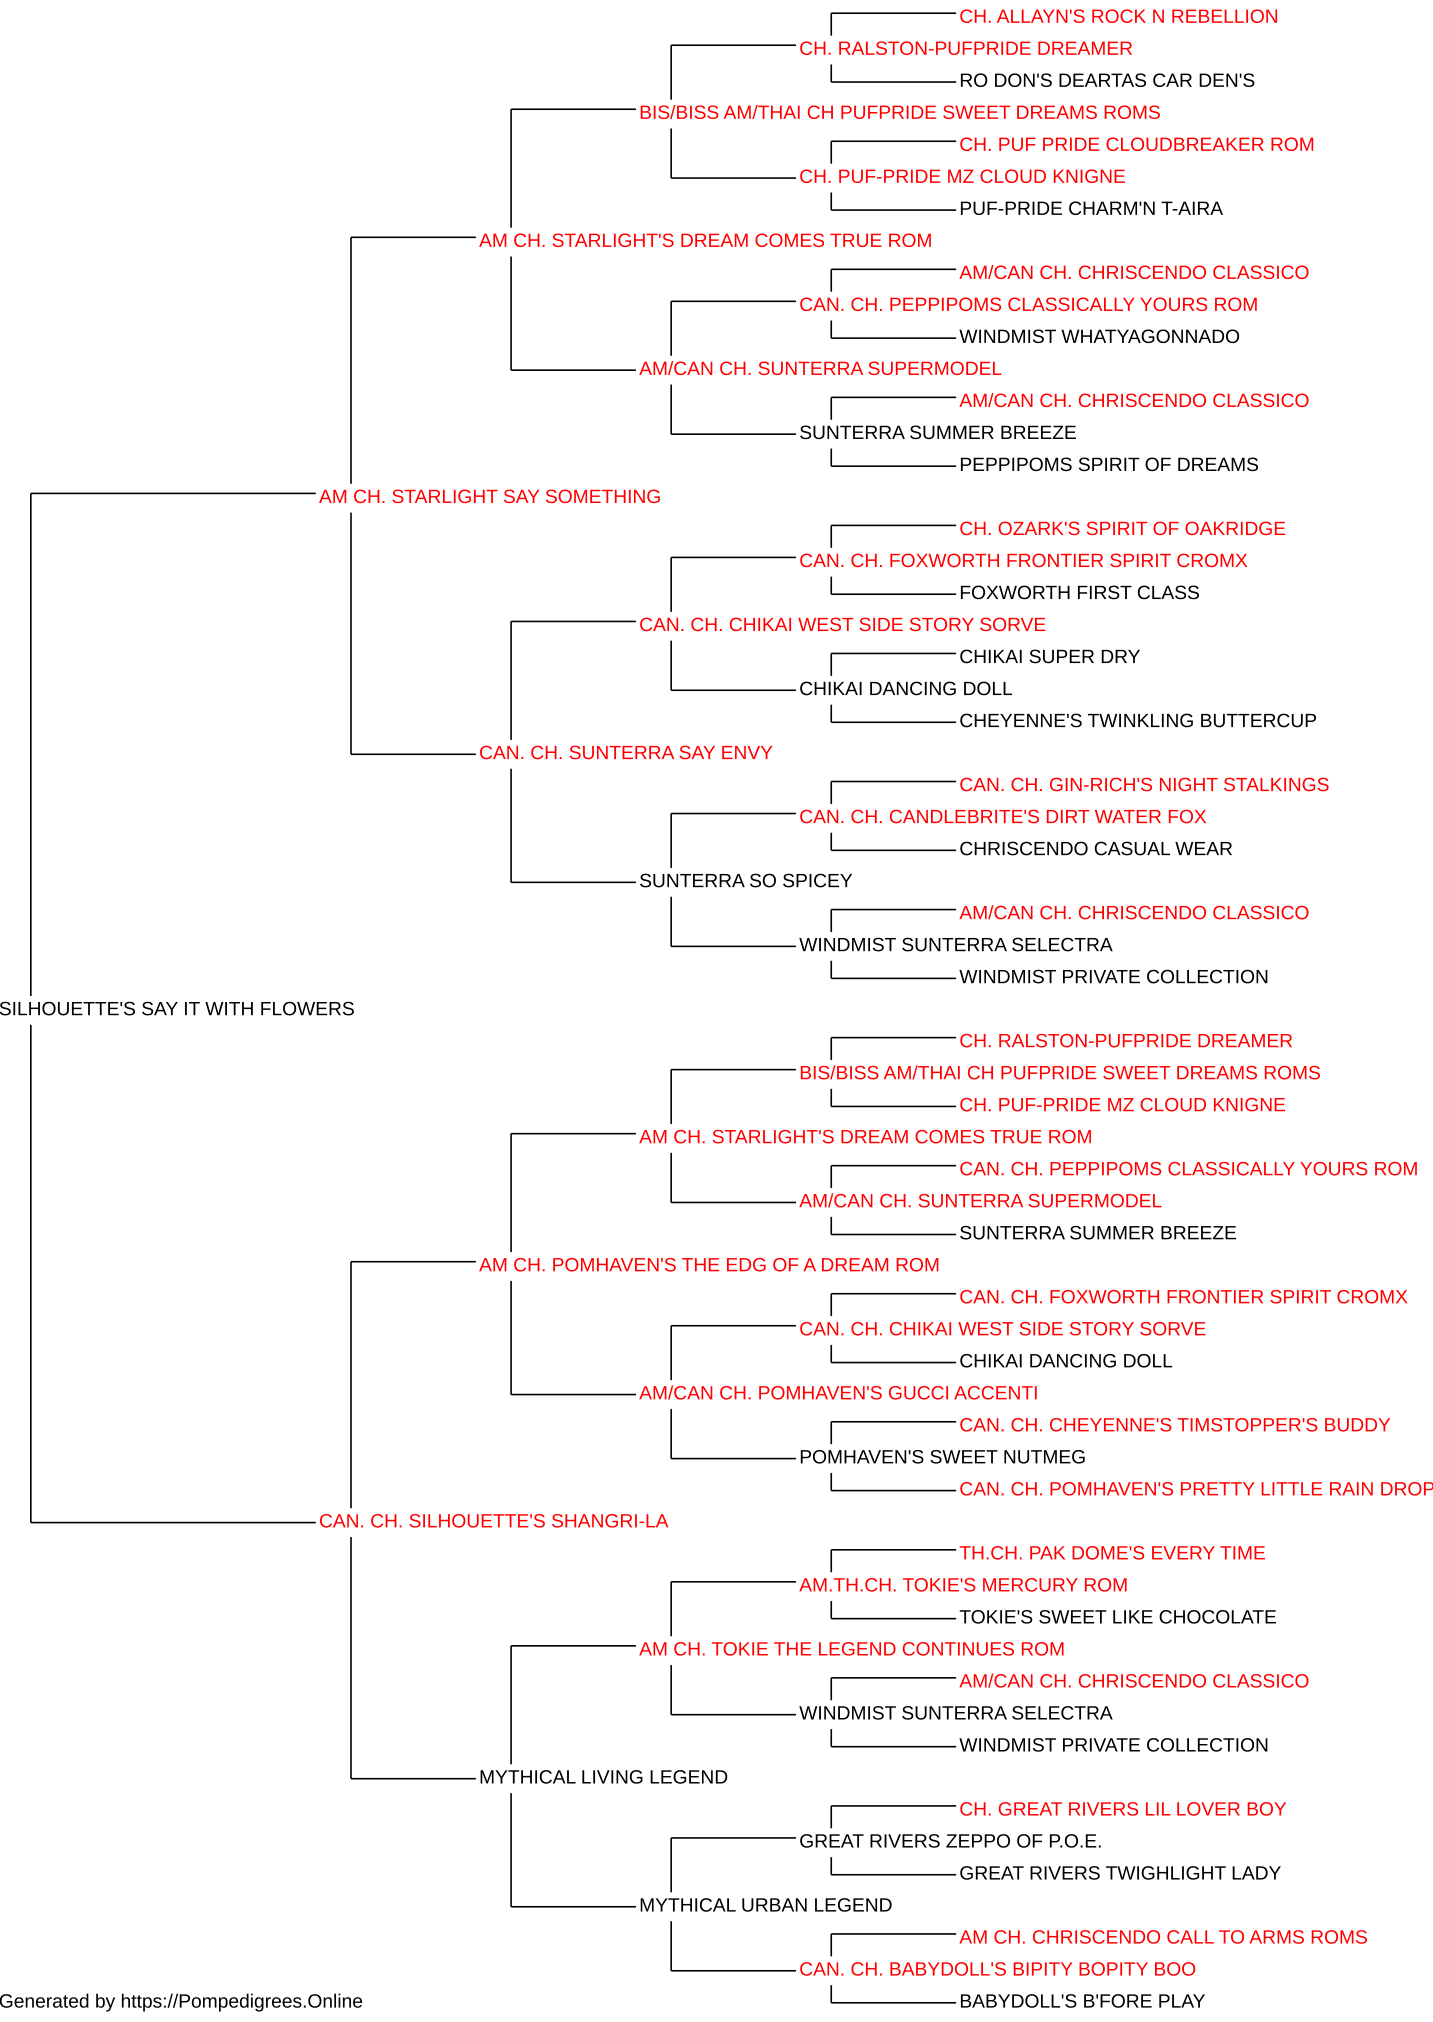 CH. ALLAYN'S ROCK N REBELLION
CH. RALSTON-PUFPRIDE DREAMER
RO DON'S DEARTAS CAR DEN'S
BIS/BISS AM/THAI CH PUFPRIDE SWEET DREAMS ROMS
CH. PUF PRIDE CLOUDBREAKER ROM
CH. PUF-PRIDE MZ CLOUD KNIGNE
PUF-PRIDE CHARM'N T-AIRA
AM CH. STARLIGHT'S DREAM COMES TRUE ROM
AM/CAN CH. CHRISCENDO CLASSICO
CAN. CH. PEPPIPOMS CLASSICALLY YOURS ROM
WINDMIST WHATYAGONNADO
AM/CAN CH. SUNTERRA SUPERMODEL
AM/CAN CH. CHRISCENDO CLASSICO
SUNTERRA SUMMER BREEZE
PEPPIPOMS SPIRIT OF DREAMS
AM CH. STARLIGHT SAY SOMETHING
CH. OZARK'S SPIRIT OF OAKRIDGE
CAN. CH. FOXWORTH FRONTIER SPIRIT CROMX
FOXWORTH FIRST CLASS
CAN. CH. CHIKAI WEST SIDE STORY SORVE
CHIKAI SUPER DRY
CHIKAI DANCING DOLL
CHEYENNE'S TWINKLING BUTTERCUP
CAN. CH. SUNTERRA SAY ENVY
CAN. CH. GIN-RICH'S NIGHT STALKINGS
CAN. CH. CANDLEBRITE'S DIRT WATER FOX
CHRISCENDO CASUAL WEAR
SUNTERRA SO SPICEY
AM/CAN CH. CHRISCENDO CLASSICO
WINDMIST SUNTERRA SELECTRA
WINDMIST PRIVATE COLLECTION
SILHOUETTE'S SAY IT WITH FLOWERS
CH. RALSTON-PUFPRIDE DREAMER
BIS/BISS AM/THAI CH PUFPRIDE SWEET DREAMS ROMS
CH. PUF-PRIDE MZ CLOUD KNIGNE
AM CH. STARLIGHT'S DREAM COMES TRUE ROM
CAN. CH. PEPPIPOMS CLASSICALLY YOURS ROM
AM/CAN CH. SUNTERRA SUPERMODEL
SUNTERRA SUMMER BREEZE
AM CH. POMHAVEN'S THE EDG OF A DREAM ROM
CAN. CH. FOXWORTH FRONTIER SPIRIT CROMX
CAN. CH. CHIKAI WEST SIDE STORY SORVE
CHIKAI DANCING DOLL
AM/CAN CH. POMHAVEN'S GUCCI ACCENTI
CAN. CH. CHEYENNE'S TIMSTOPPER'S BUDDY
POMHAVEN'S SWEET NUTMEG
CAN. CH. POMHAVEN'S PRETTY LITTLE RAIN DROP
CAN. CH. SILHOUETTE'S SHANGRI-LA
TH.CH. PAK DOME'S EVERY TIME
AM.TH.CH. TOKIE'S MERCURY ROM
TOKIE'S SWEET LIKE CHOCOLATE
AM CH. TOKIE THE LEGEND CONTINUES ROM
AM/CAN CH. CHRISCENDO CLASSICO
WINDMIST SUNTERRA SELECTRA
WINDMIST PRIVATE COLLECTION
MYTHICAL LIVING LEGEND
CH. GREAT RIVERS LIL LOVER BOY
GREAT RIVERS ZEPPO OF P.O.E.
GREAT RIVERS TWIGHLIGHT LADY
MYTHICAL URBAN LEGEND
AM CH. CHRISCENDO CALL TO ARMS ROMS
CAN. CH. BABYDOLL'S BIPITY BOPITY BOO
BABYDOLL'S B'FORE PLAY
Generated by https://Pompedigrees.Online